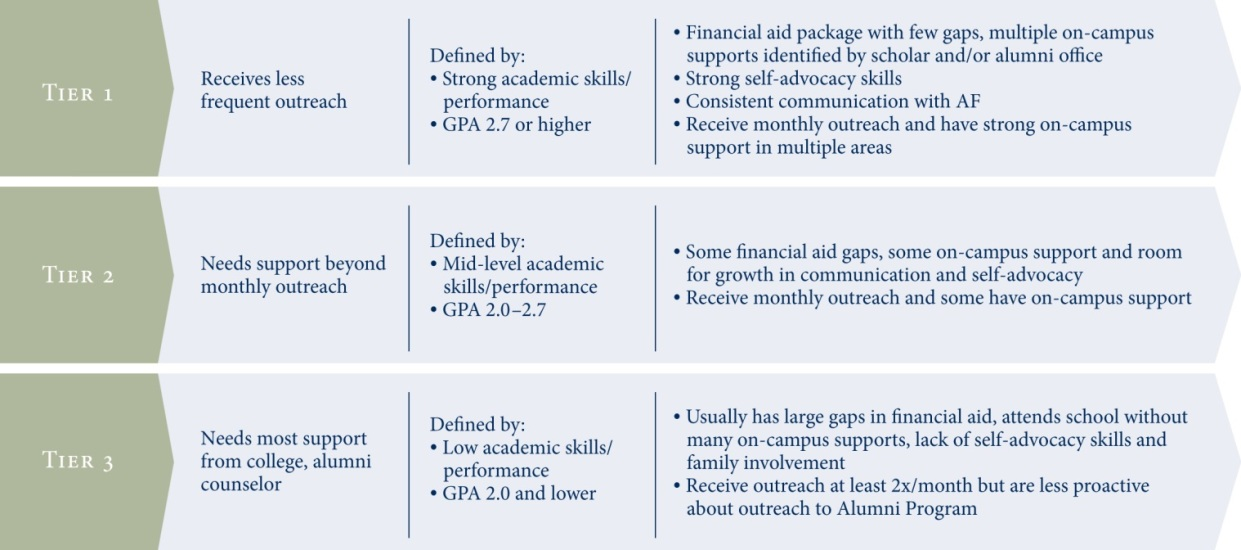 Tier 1
Receives less
frequent outreach
Defined by:
• Strong academic skills/
performance
• GPA 2.7 or higher
• Financial aid package with few gaps, multiple on-campus
supports identified by scholar and/or alumni office
• Strong self-advocacy skills
• Consistent communication with AF
• Receive monthly outreach and have strong on-campus
support in multiple areas
Tier 2
Needs support beyond
monthly outreach
Defined by:
• Mid-level academic
skills/performance
• GPA 2.0–2.7
• Some financial aid gaps, some on-campus support and room
for growth in communication and self-advocacy
• Receive monthly outreach and some have on-campus support
Tier 3
Needs most support
from college, alumni
counselor
Defined by:
• Low academic skills/
performance
• GPA 2.0 and lower
• Usually has large gaps in financial aid, attends school without
many on-campus supports, lack of self-advocacy skills and
family involvement
• Receive outreach at least 2x/month but are less proactive
about outreach to Alumni Program